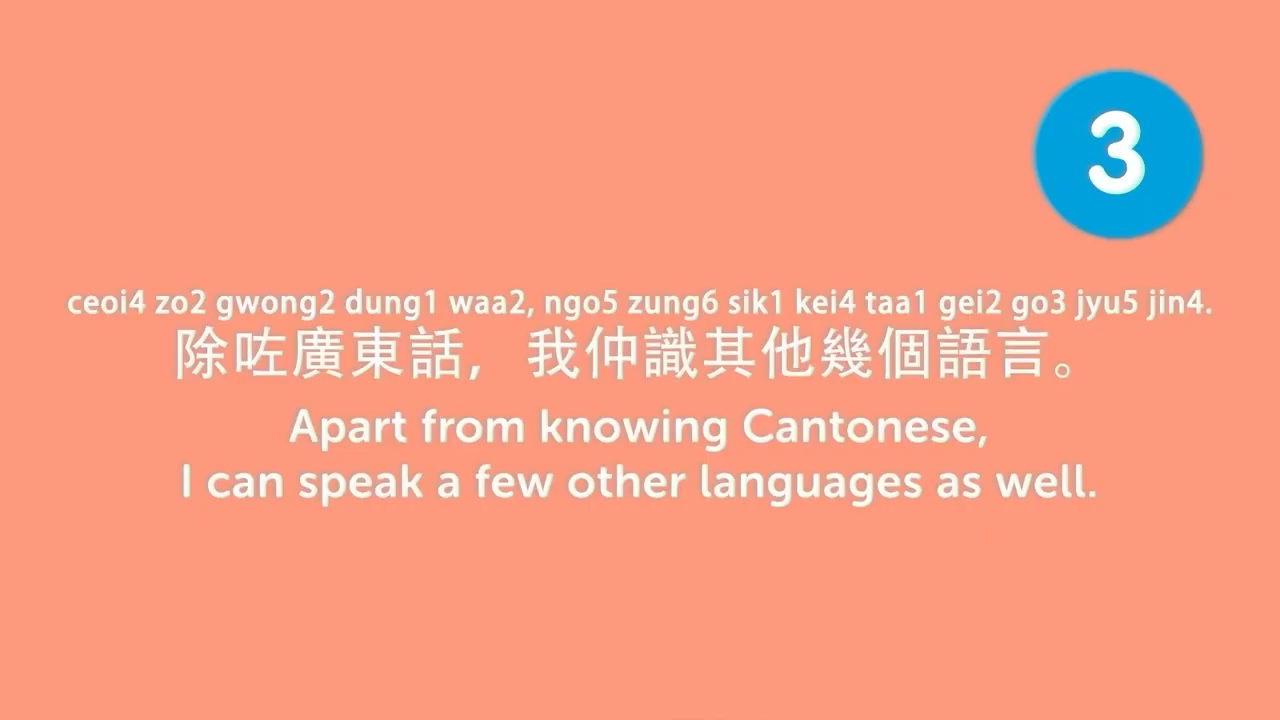 3
ceoi4 zo2 gwong2 dung1 waa2, ngo5 zung6 sik1 kei4 taa1 gei2 go3 jyu5 jin4.
除咗廣東話，我仲識其他幾個語言。
Apart from knowing Cantonese,
I can speak a few other languages as well.